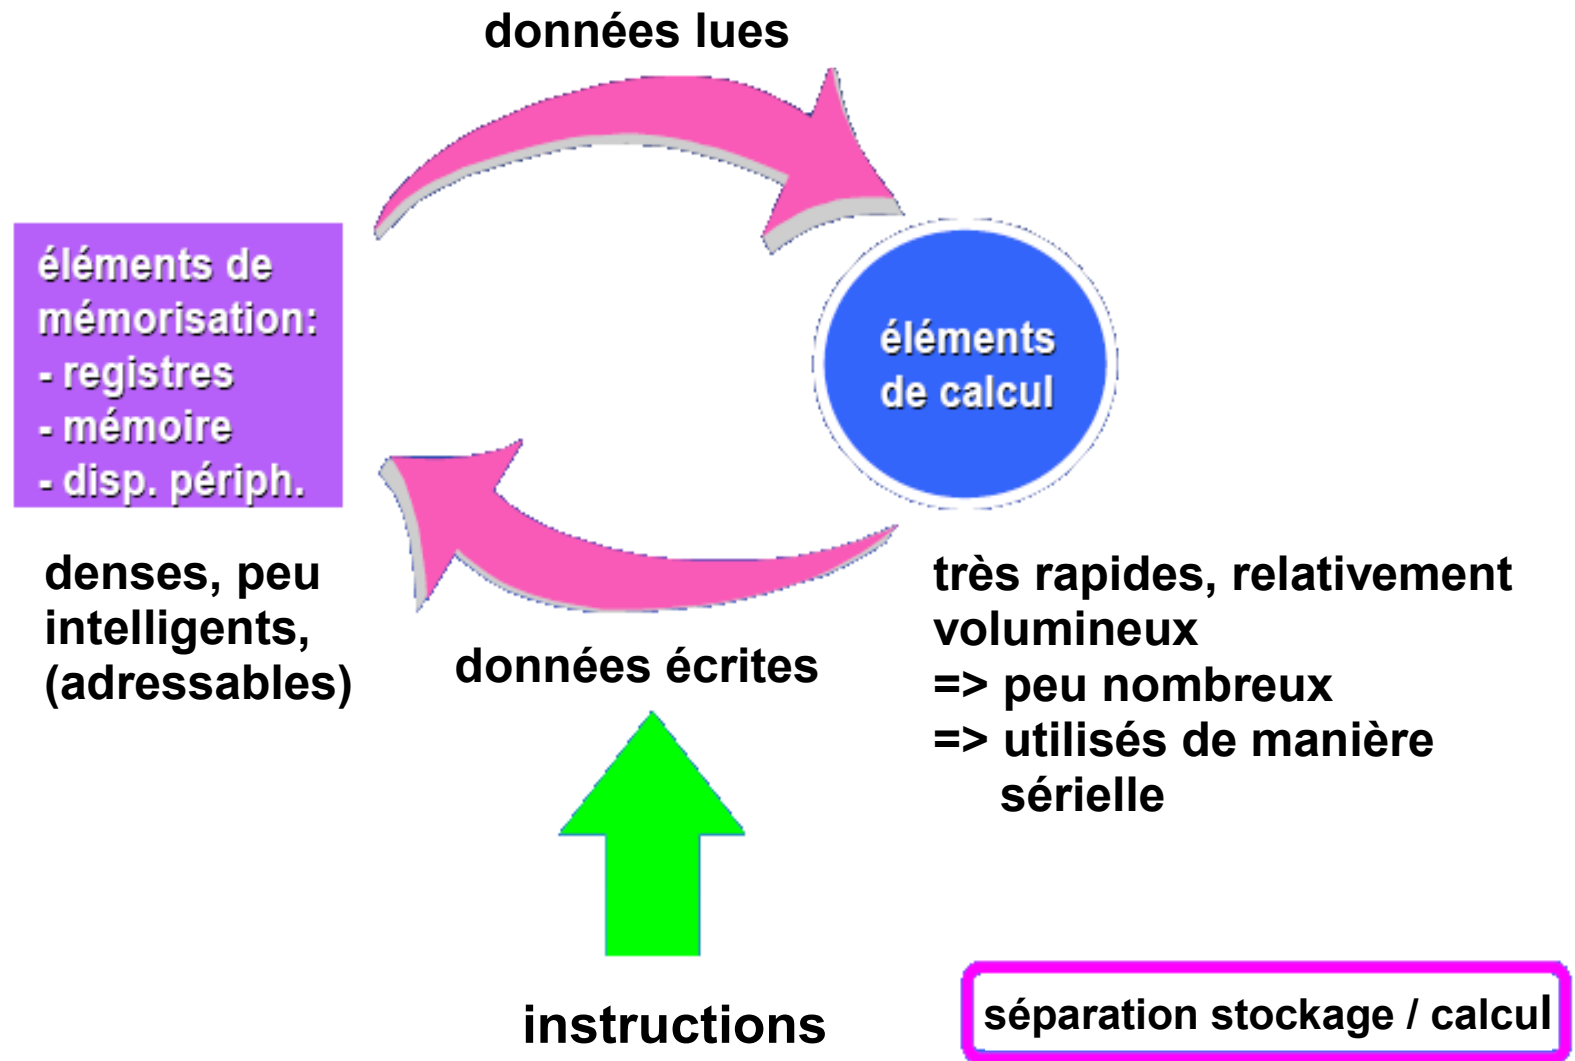 données lues
éléments de
mémorisation:
- registres
- mémoire
- disp. périph.
éléments
de calcul
denses, peu
intelligents,
(adressables)
données écrites
très rapides, relativement
volumineux
=> peu nombreux
=> utilisés de manière
sérielle
instructions
séparation stockage / calcul